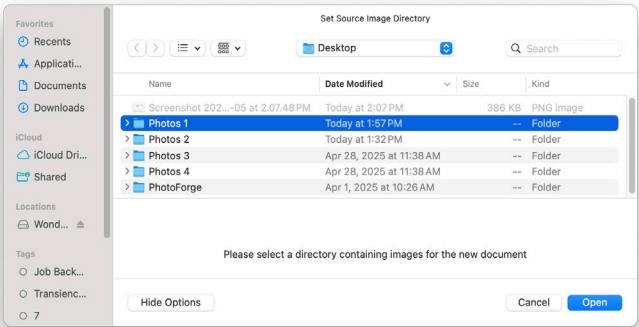 Set Source Image Directory
Favorites
Recents
Applicati...
Documents
Downloads
iCloud
iCloud Dri...
Shared
Locations
Wond...
Tags
Job Back...
Transienc...
7
Desktop
Search
Name Date Modified Size Kind
Screenshot 202...-05 at 2.07.48 PM Today at 2:07 PM 386 KB PNG image
Photos 1 Today at 1:57 PM -- Folder
Photos 2 Today at 1:32 PM -- Folder
Photos 3 Apr 28, 2025 at 11:38 AM -- Folder
Photos 4 Apr 28, 2025 at 11:38 AM -- Folder
PhotoForge Apr 1, 2025 at 10:26 AM -- Folder
Please select a directory containing images for the new document
Hide Options Cancel Open